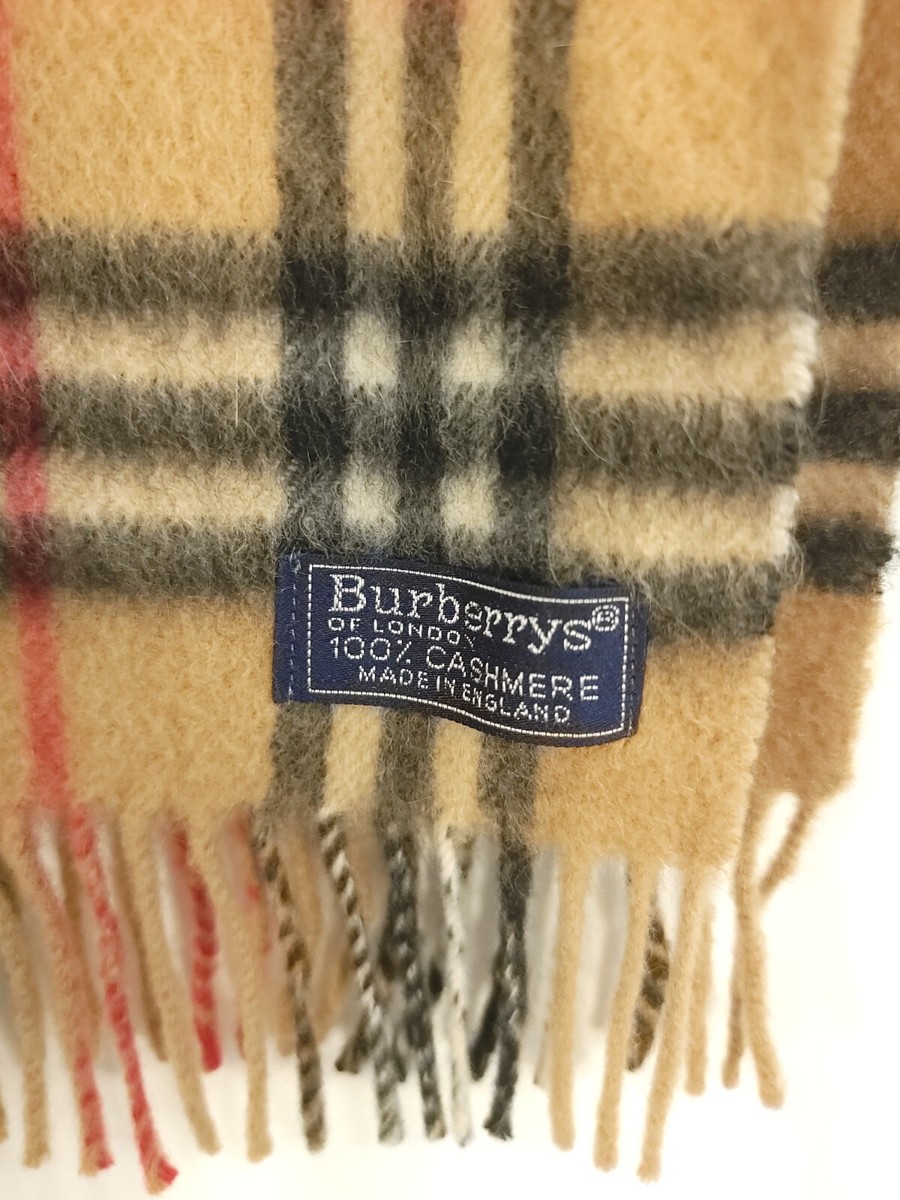 Burberrys®
OF LONDON
100% CASHMERE
MADE IN ENGLAND